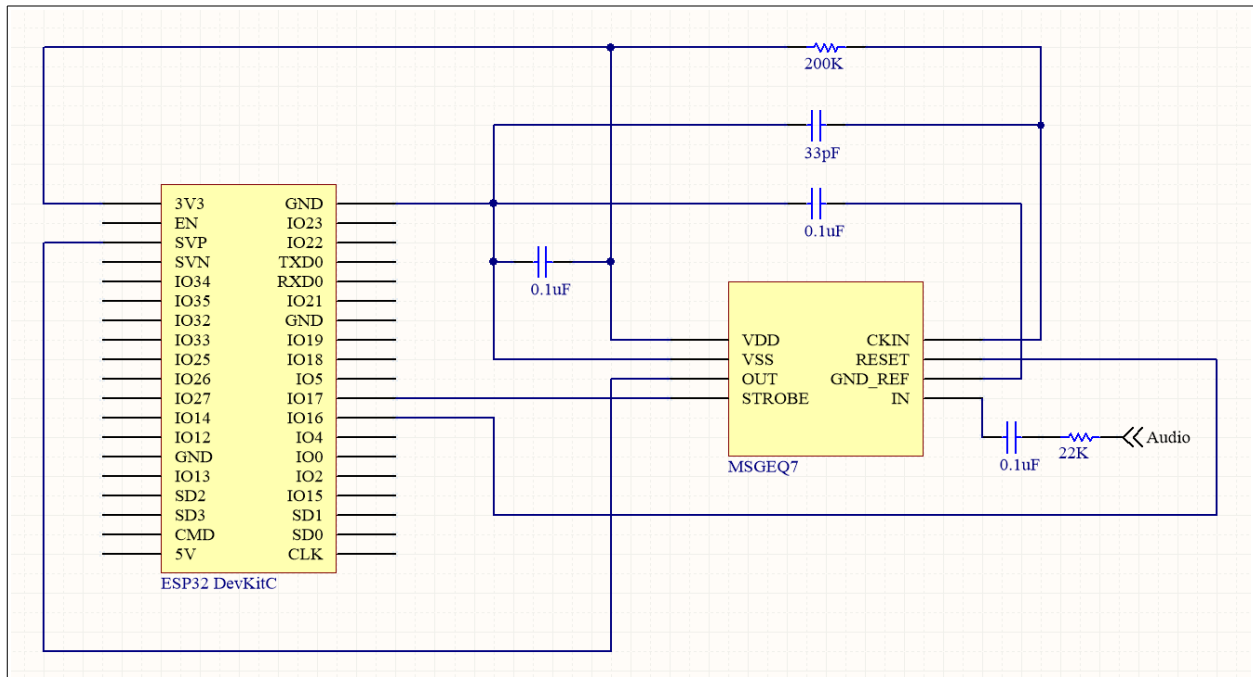 200K
33pF
0.1uF
0.1uF
3V3 GND
EN IO23
SVP IO22
SVN TXD0
IO34 RXD0
IO35 IO21
IO32 GND
IO33 IO19
IO25 IO18
IO26 IO5
IO27 IO17
IO14 IO16
IO12 IO4
GND IO0
IO13 IO2
SD2 IO15
SD3 SD1
CMD SD0
5V CLK
ESP32 DevKitC
VDD CKIN
VSS RESET
OUT GND_REF
STROBE IN
MSGEQ7
0.1uF
22K
Audio